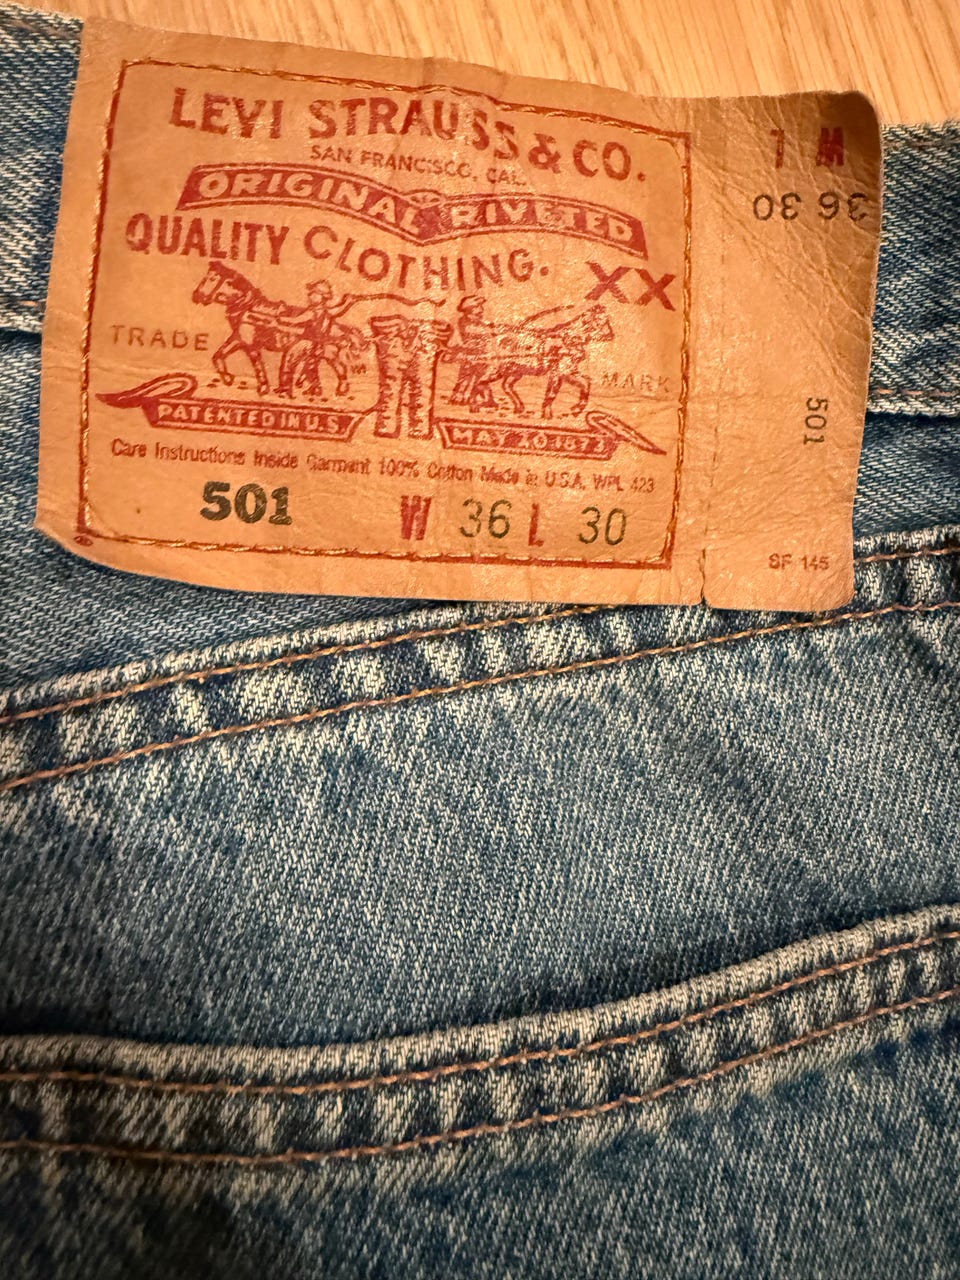 LEVI STRAUSS & CO.
SAN FRANCISCO, CAL.
ORIGINAL RIVETED
QUALITY CLOTHING.
XX
TRADE MARK
PATENTED IN U.S. MAY 20 1873
Care Instructions Inside Garment 100% Cotton Made in U.S.A. WPL 423
501 W 36 L 30
W L
36 30
501
SF 145